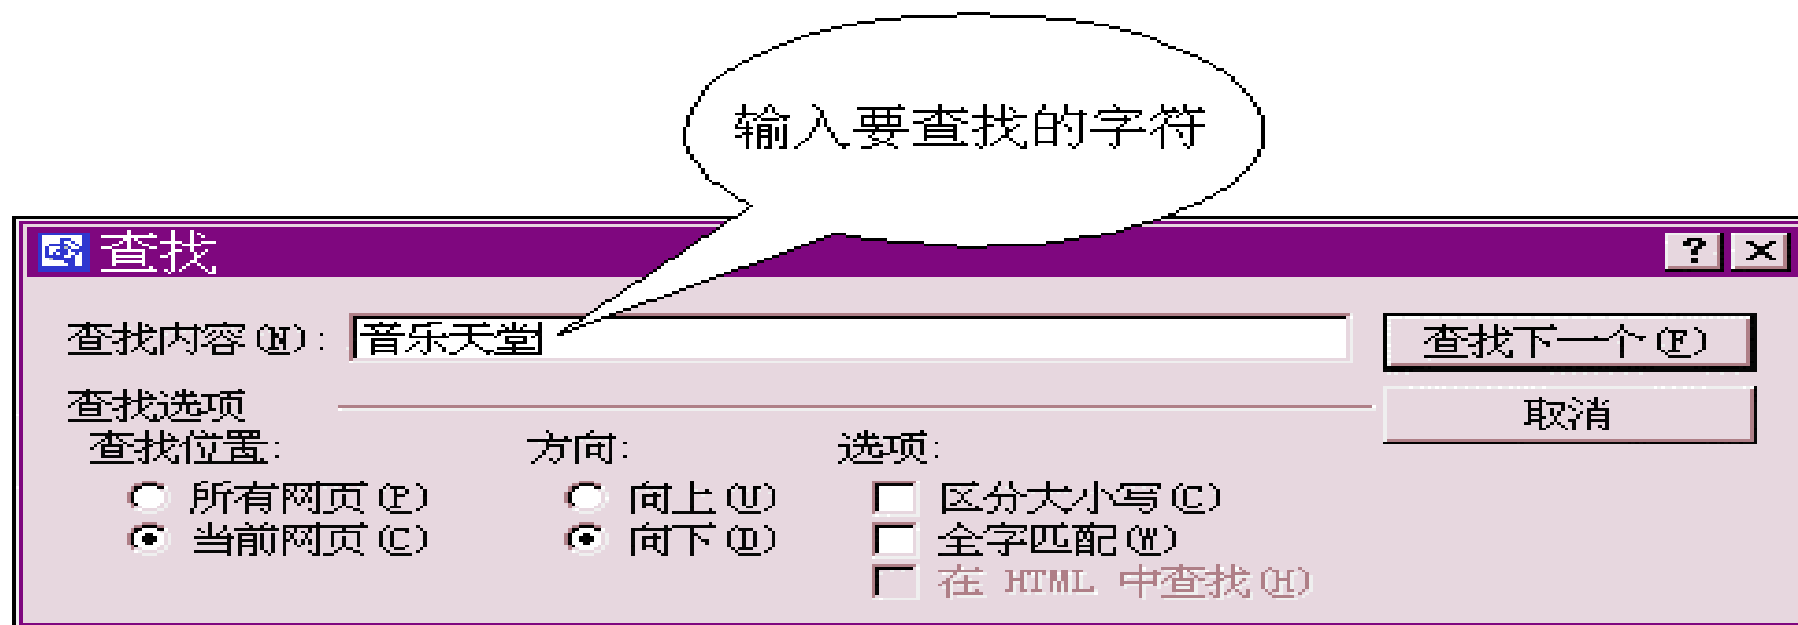 输入要查找的字符
查找
查找内容(N): 音乐天堂 查找下一个(F)
查找选项 取消
查找位置: 方向: 选项:
所有网页(P) 向上(U) 区分大小写(C)
当前网页(C) 向下(D) 全字匹配(W)
在 HTML 中查找(H)